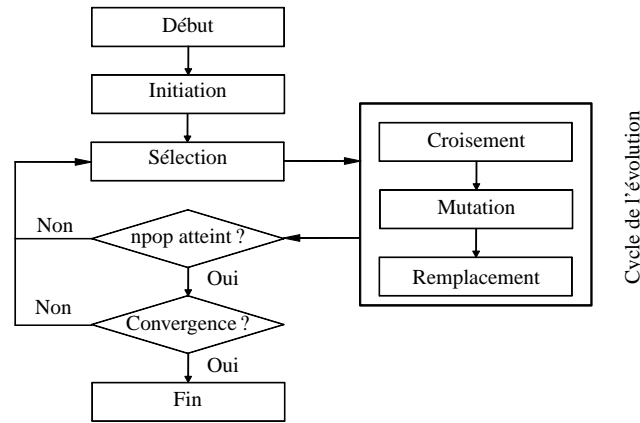 Début
Initiation
Sélection
Croisement
Mutation
Remplacement
Cycle de l'évolution
npop atteint ?
Non
Oui
Convergence ?
Non
Oui
Fin